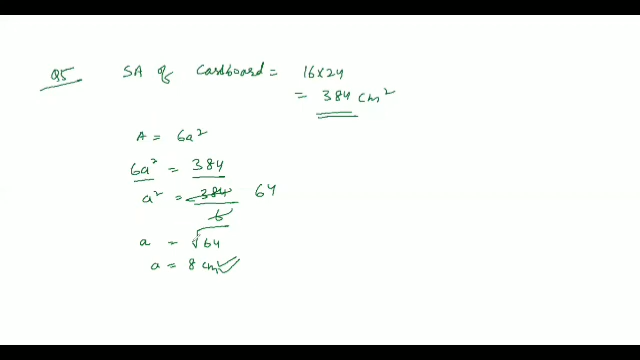 Q5 SA of Cardboard = 16×24
= 384 cm²
A = 6a²
6a² = 384
a² = 384/6 64
a = √64
a = 8 cm ✓